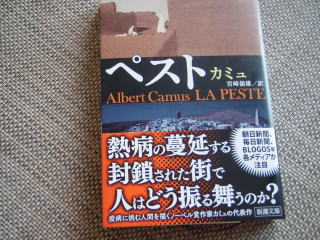 ペスト カミュ
宮崎嶺雄／訳
Albert Camus LA PESTE
熱病の蔓延する
封鎖された街で
人はどう振る舞うのか?
朝日新聞、
毎日新聞、
BLOGOS等
各メディアが
注目
疫病に挑む人間を描くノーベル賞作家カミュの代表作
新潮文庫